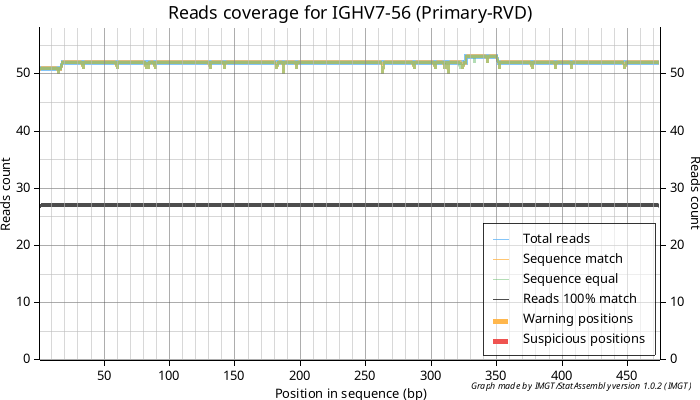 Reads coverage for IGHV7-56 (Primary-RVD)
50 50
40 40
30 30
20 20
10 10
0 0
Reads count
Reads count
Total reads
Sequence match
Sequence equal
Reads 100% match
Warning positions
Suspicious positions
50 100 150 200 250 300 350 400 450
Position in sequence (bp)
Graph made by IMGT/StatAssembly version 1.0.2 (IMGT)